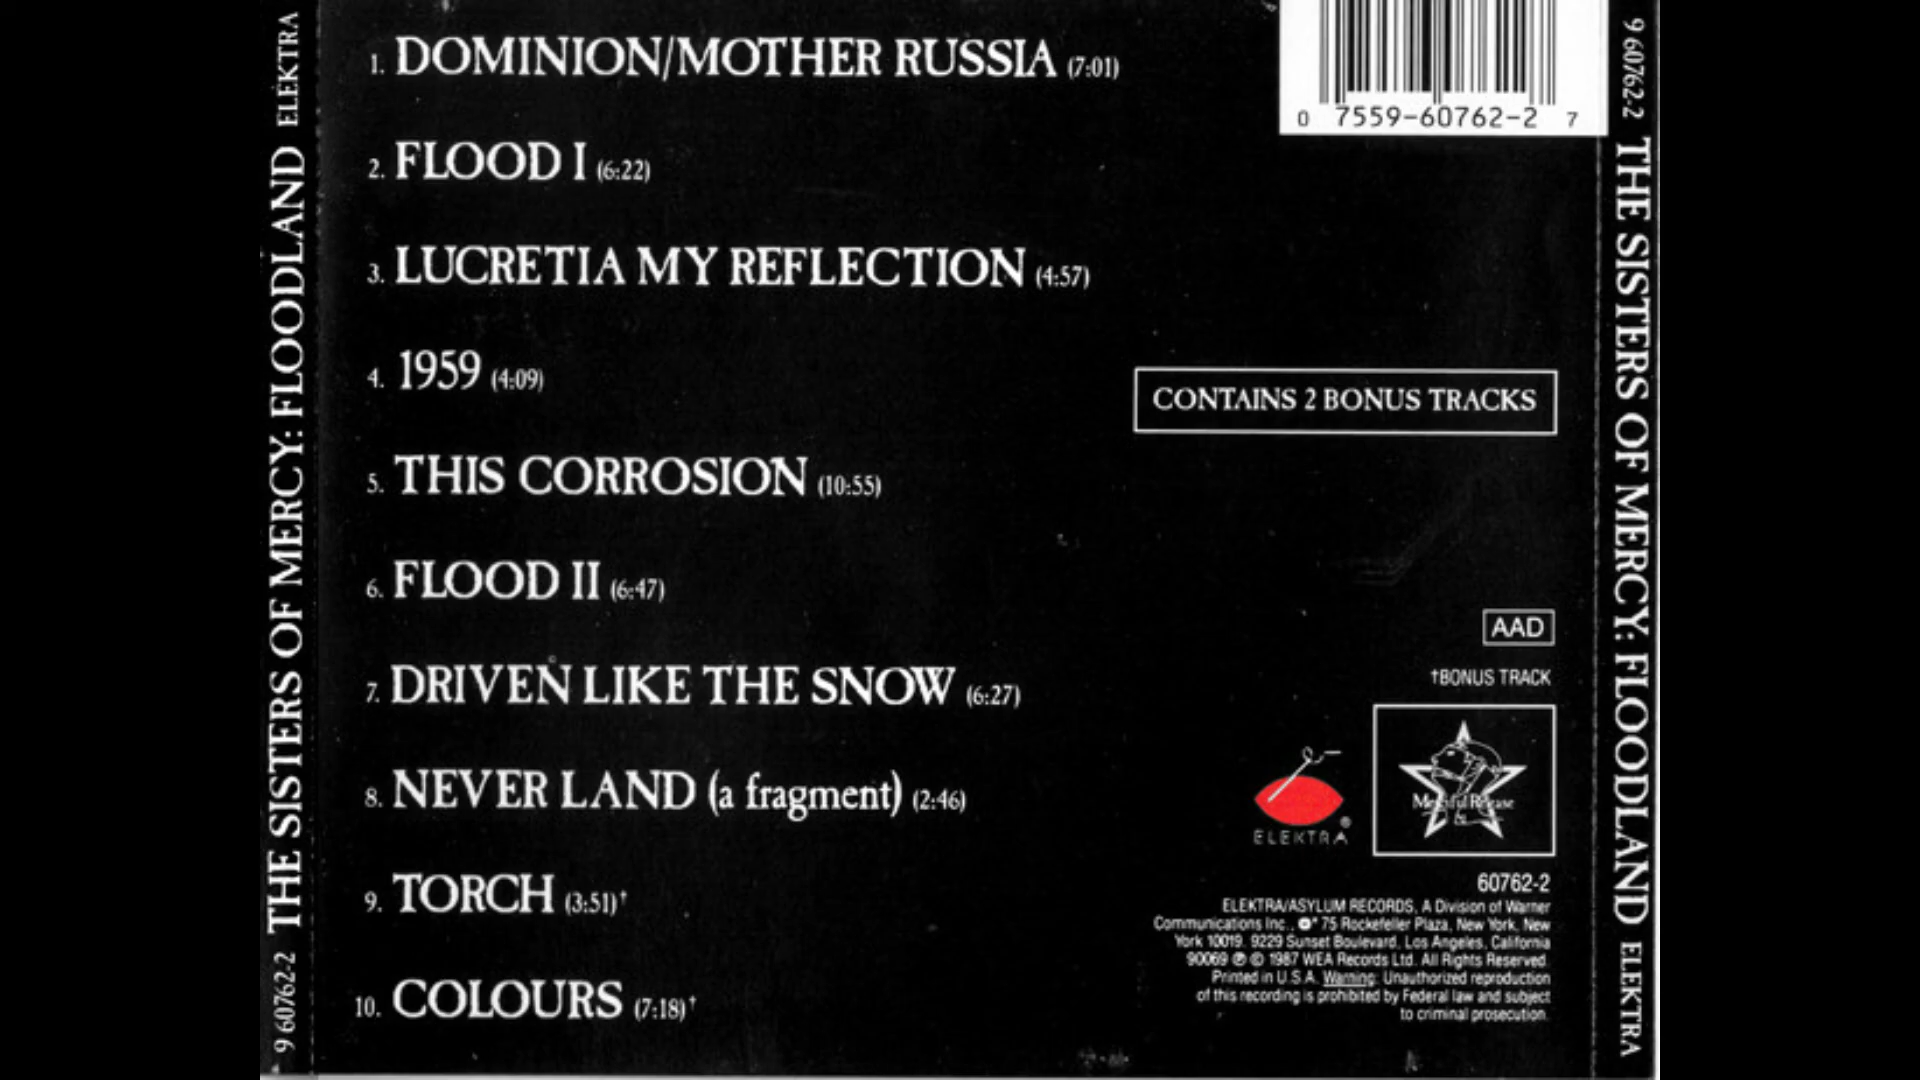 9 60762-2 THE SISTERS OF MERCY: FLOODLAND ELEKTRA
1. DOMINION/MOTHER RUSSIA (7:01)
2. FLOOD I (6:22)
3. LUCRETIA MY REFLECTION (4:57)
4. 1959 (4:09)
5. THIS CORROSION (10:55)
6. FLOOD II (6:47)
7. DRIVEN LIKE THE SNOW (6:27)
8. NEVER LAND (a fragment) (2:46)
9. TORCH (3:51)†
10. COLOURS (7:18)†
0 7559-60762-2 7
CONTAINS 2 BONUS TRACKS
AAD
†BONUS TRACK
ELEKTRA®
Merciful Release
60762-2
ELEKTRA/ASYLUM RECORDS, A Division of Warner
Communications Inc., 75 Rockefeller Plaza, New York, New
York 10019. 9229 Sunset Boulevard, Los Angeles, California
90069 ℗ © 1987 WEA Records Ltd. All Rights Reserved.
Printed in U.S.A. Warning: Unauthorized reproduction
of this recording is prohibited by Federal law and subject
to criminal prosecution.
9 60762-2 THE SISTERS OF MERCY: FLOODLAND ELEKTRA